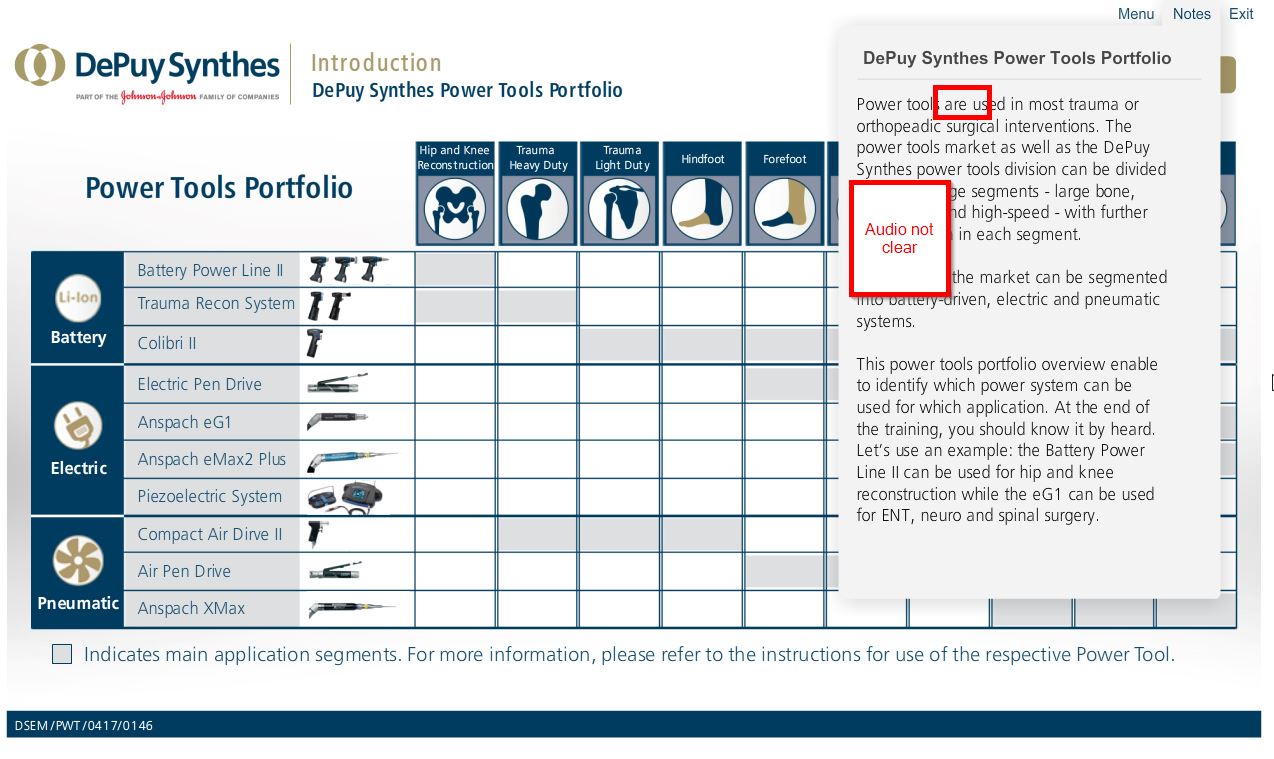 Menu Notes Exit
DePuy Synthes
PART OF THE Johnson & Johnson FAMILY OF COMPANIES
Introduction
DePuy Synthes Power Tools Portfolio
Power Tools Portfolio
Hip and Knee
Reconstruction
Trauma
Heavy Duty
Trauma
Light Duty
Hindfoot
Forefoot
Li-Ion
Battery
Battery Power Line II
Trauma Recon System
Colibri II
Electric
Electric Pen Drive
Anspach eG1
Anspach eMax2 Plus
Piezoelectric System
Pneumatic
Compact Air Dirve II
Air Pen Drive
Anspach XMax
Indicates main application segments. For more information, please refer to the instructions for use of the respective Power Tool.
DSEM/PWT/0417/0146
DePuy Synthes Power Tools Portfolio
Power tools are used in most trauma or
orthopeadic surgical interventions. The
power tools market as well as the DePuy
Synthes power tools division can be divided
segments - large bone,
high-speed - with further
in each segment.
the market can be segmented
into battery-driven, electric and pneumatic
systems.
This power tools portfolio overview enable
to identify which power system can be
used for which application. At the end of
the training, you should know it by heard.
Let's use an example: the Battery Power
Line II can be used for hip and knee
reconstruction while the eG1 can be used
for ENT, neuro and spinal surgery.
Audio not
clear